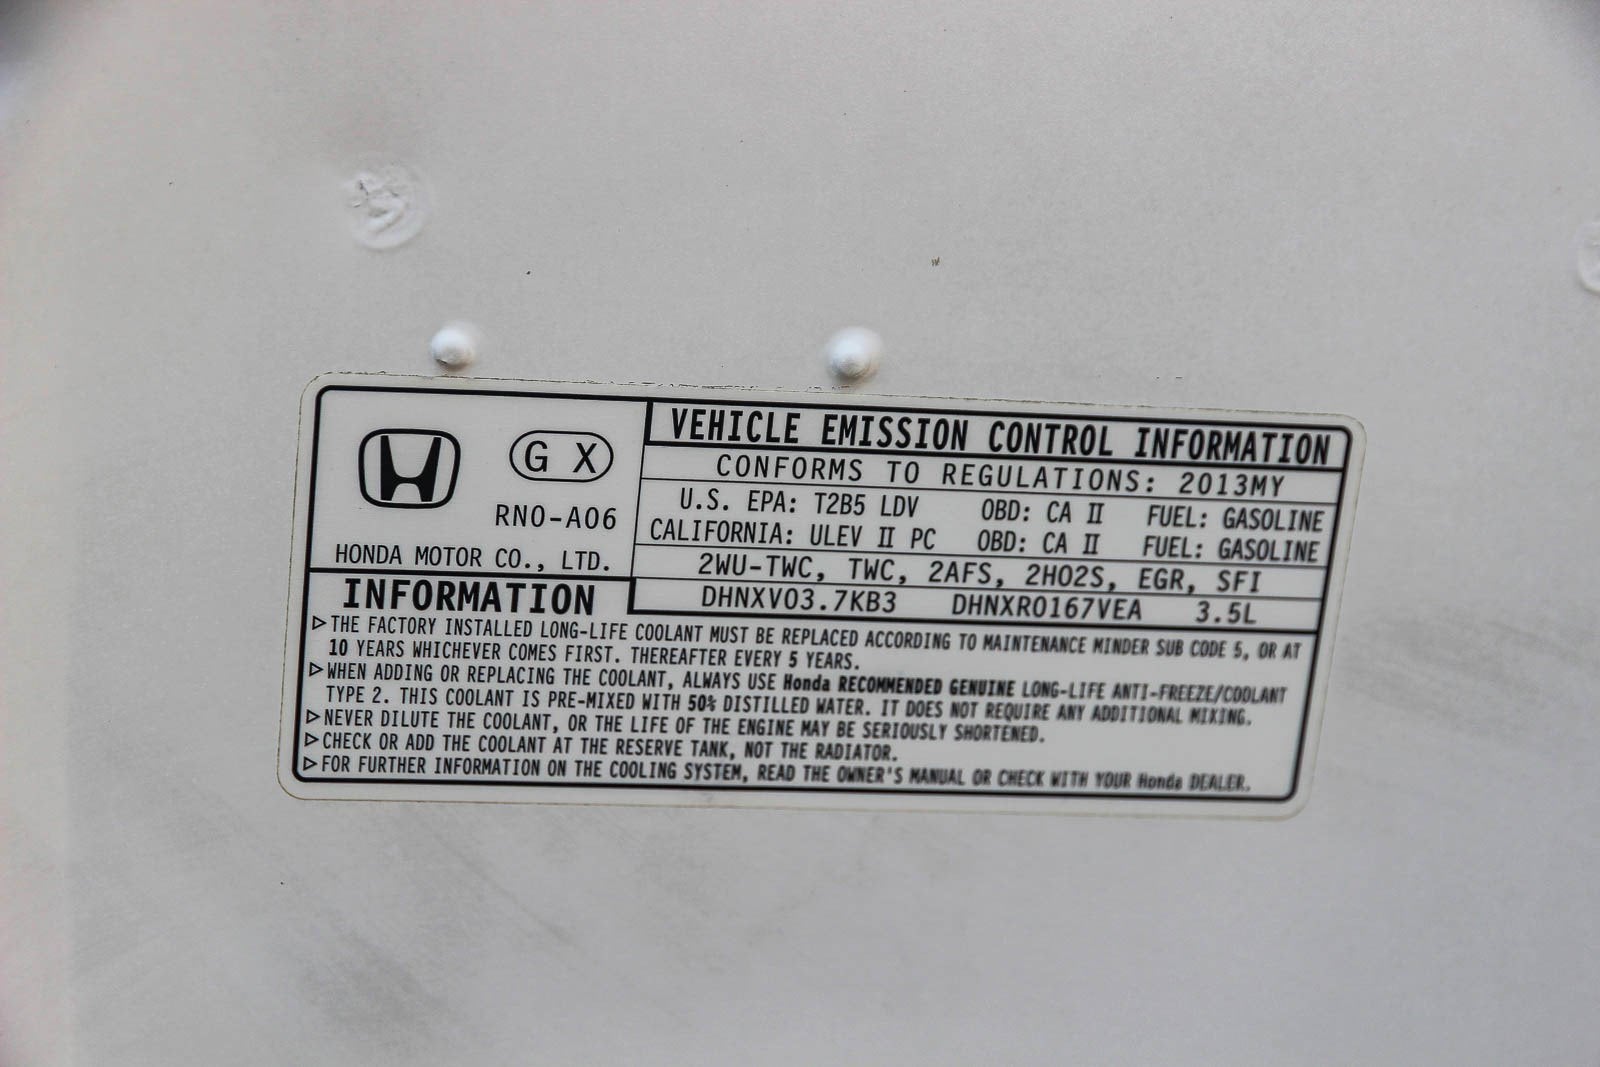 G X
RN0-A06
HONDA MOTOR CO., LTD.
VEHICLE EMISSION CONTROL INFORMATION
CONFORMS TO REGULATIONS: 2013MY
U.S. EPA: T2B5 LDV OBD: CA II FUEL: GASOLINE
CALIFORNIA: ULEV II PC OBD: CA II FUEL: GASOLINE
2WU-TWC, TWC, 2AFS, 2HO2S, EGR, SFI
DHNXV03.7KB3 DHNXR0167VEA 3.5L
INFORMATION
▷THE FACTORY INSTALLED LONG-LIFE COOLANT MUST BE REPLACED ACCORDING TO MAINTENANCE MINDER SUB CODE 5, OR AT
10 YEARS WHICHEVER COMES FIRST. THEREAFTER EVERY 5 YEARS.
▷WHEN ADDING OR REPLACING THE COOLANT, ALWAYS USE Honda RECOMMENDED GENUINE LONG-LIFE ANTI-FREEZE/COOLANT
TYPE 2. THIS COOLANT IS PRE-MIXED WITH 50% DISTILLED WATER. IT DOES NOT REQUIRE ANY ADDITIONAL MIXING.
▷NEVER DILUTE THE COOLANT, OR THE LIFE OF THE ENGINE MAY BE SERIOUSLY SHORTENED.
▷CHECK OR ADD THE COOLANT AT THE RESERVE TANK, NOT THE RADIATOR.
▷FOR FURTHER INFORMATION ON THE COOLING SYSTEM, READ THE OWNER'S MANUAL OR CHECK WITH YOUR Honda DEALER.